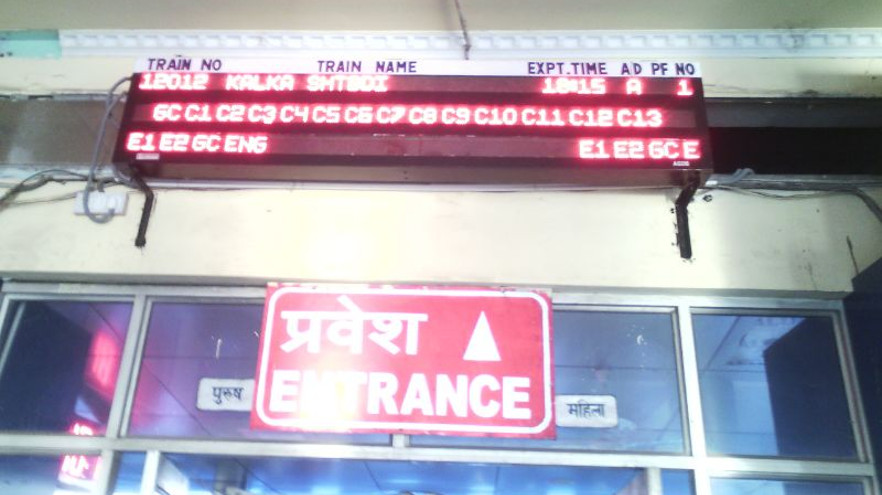 TRAIN NO TRAIN NAME EXPT.TIME A/D PF NO
12012 KALKA SHTBDI 18:15 A 1
GC C1 C2 C3 C4 C5 C6 C7 C8 C9 C10 C11 C12 C13
E1 E2 GC ENG E1 E2 GC E
प्रवेश
ENTRANCE
पुरुष
महिला